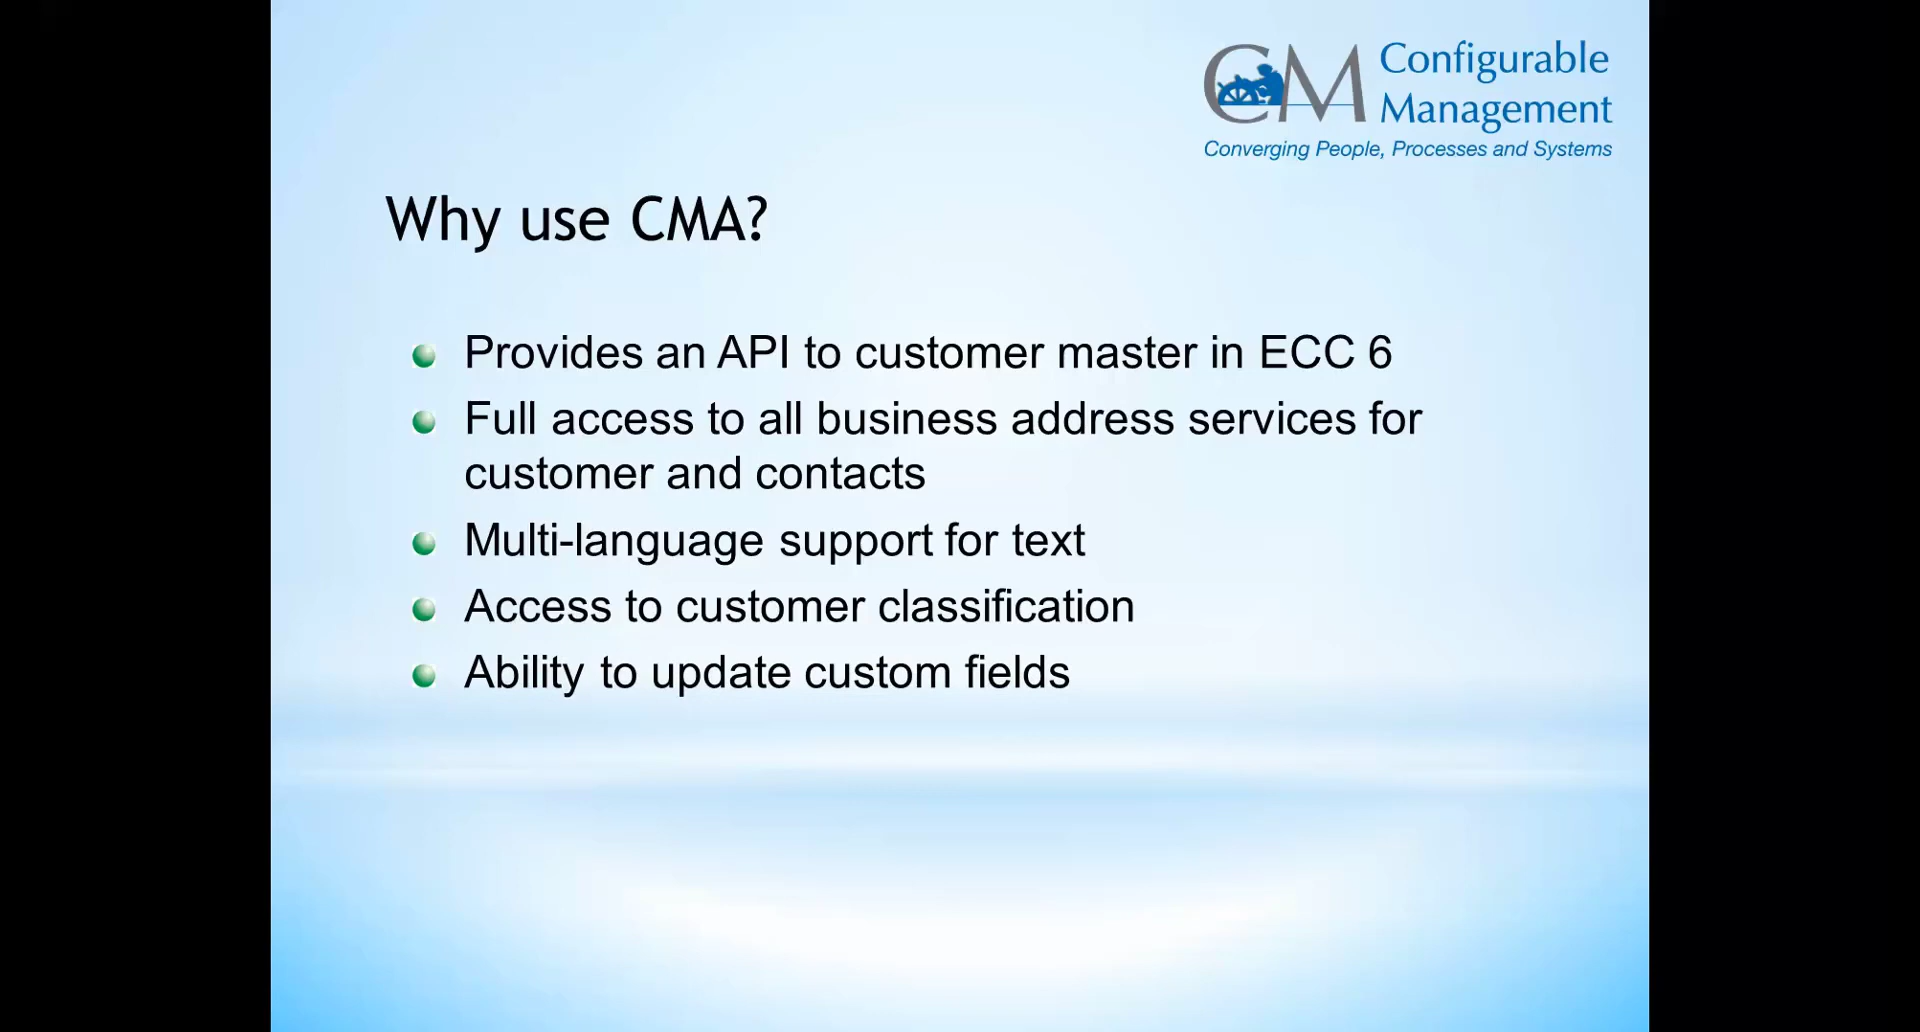 CM Configurable
Management
Converging People, Processes and Systems
Why use CMA?
Provides an API to customer master in ECC 6
Full access to all business address services for
customer and contacts
Multi-language support for text
Access to customer classification
Ability to update custom fields